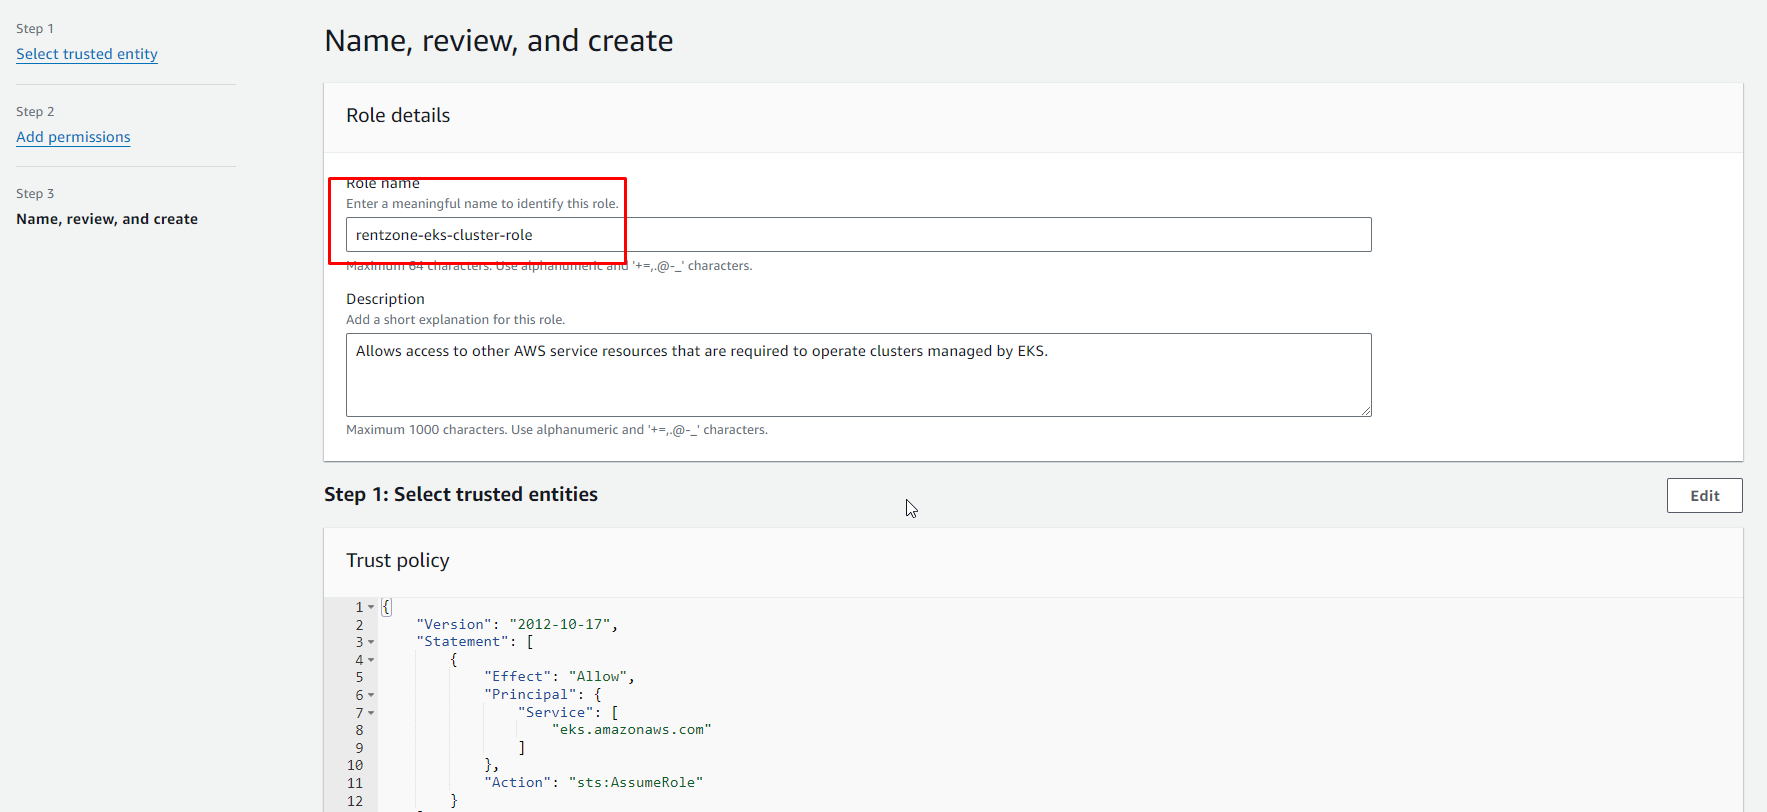 Step 1
Select trusted entity
Step 2
Add permissions
Step 3
Name, review, and create
Name, review, and create
Role details
Role name
Enter a meaningful name to identify this role.
rentzone-eks-cluster-role
Maximum 64 characters. Use alphanumeric and '+=,.@-_' characters.
Description
Add a short explanation for this role.
Allows access to other AWS service resources that are required to operate clusters managed by EKS.
Maximum 1000 characters. Use alphanumeric and '+=,.@-_' characters.
Step 1: Select trusted entities
Edit
Trust policy
1 {
2 "Version": "2012-10-17",
3 "Statement": [
4 {
5 "Effect": "Allow",
6 "Principal": {
7 "Service": [
8 "eks.amazonaws.com"
9 ]
10 },
11 "Action": "sts:AssumeRole"
12 }